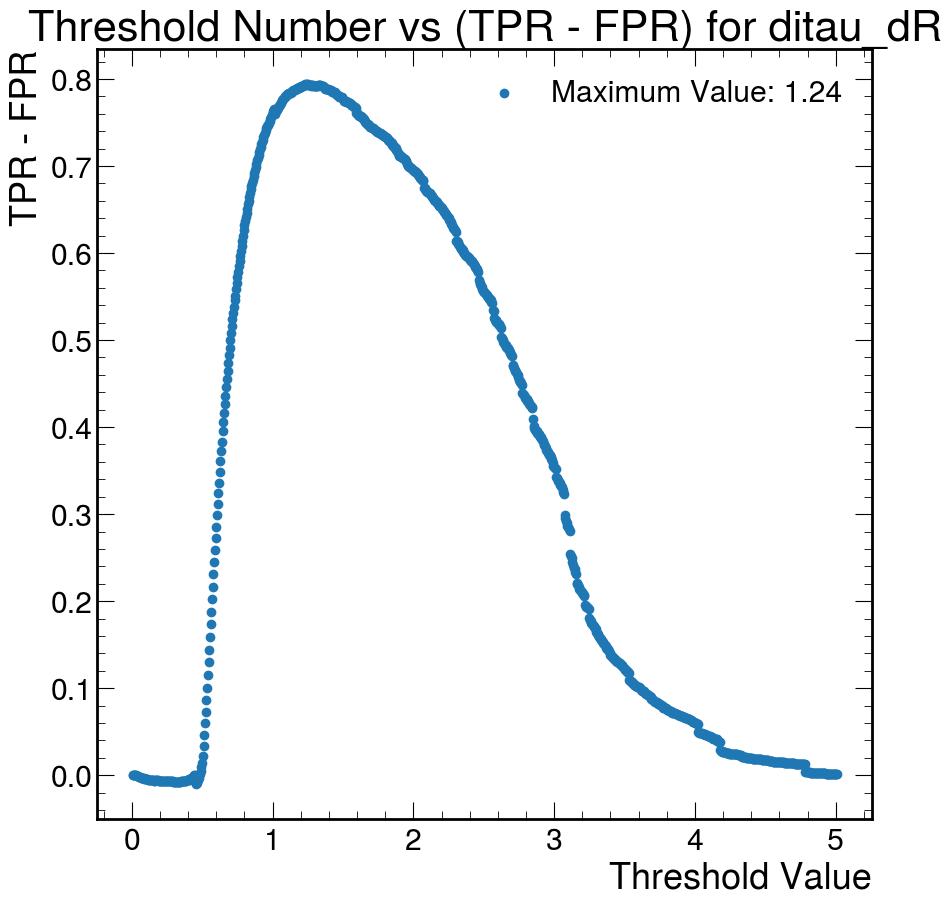 Threshold Number vs (TPR - FPR) for ditau_dR
TPR - FPR
Maximum Value: 1.24
0.8
0.7
0.6
0.5
0.4
0.3
0.2
0.1
0.0
0 1 2 3 4 5
Threshold Value